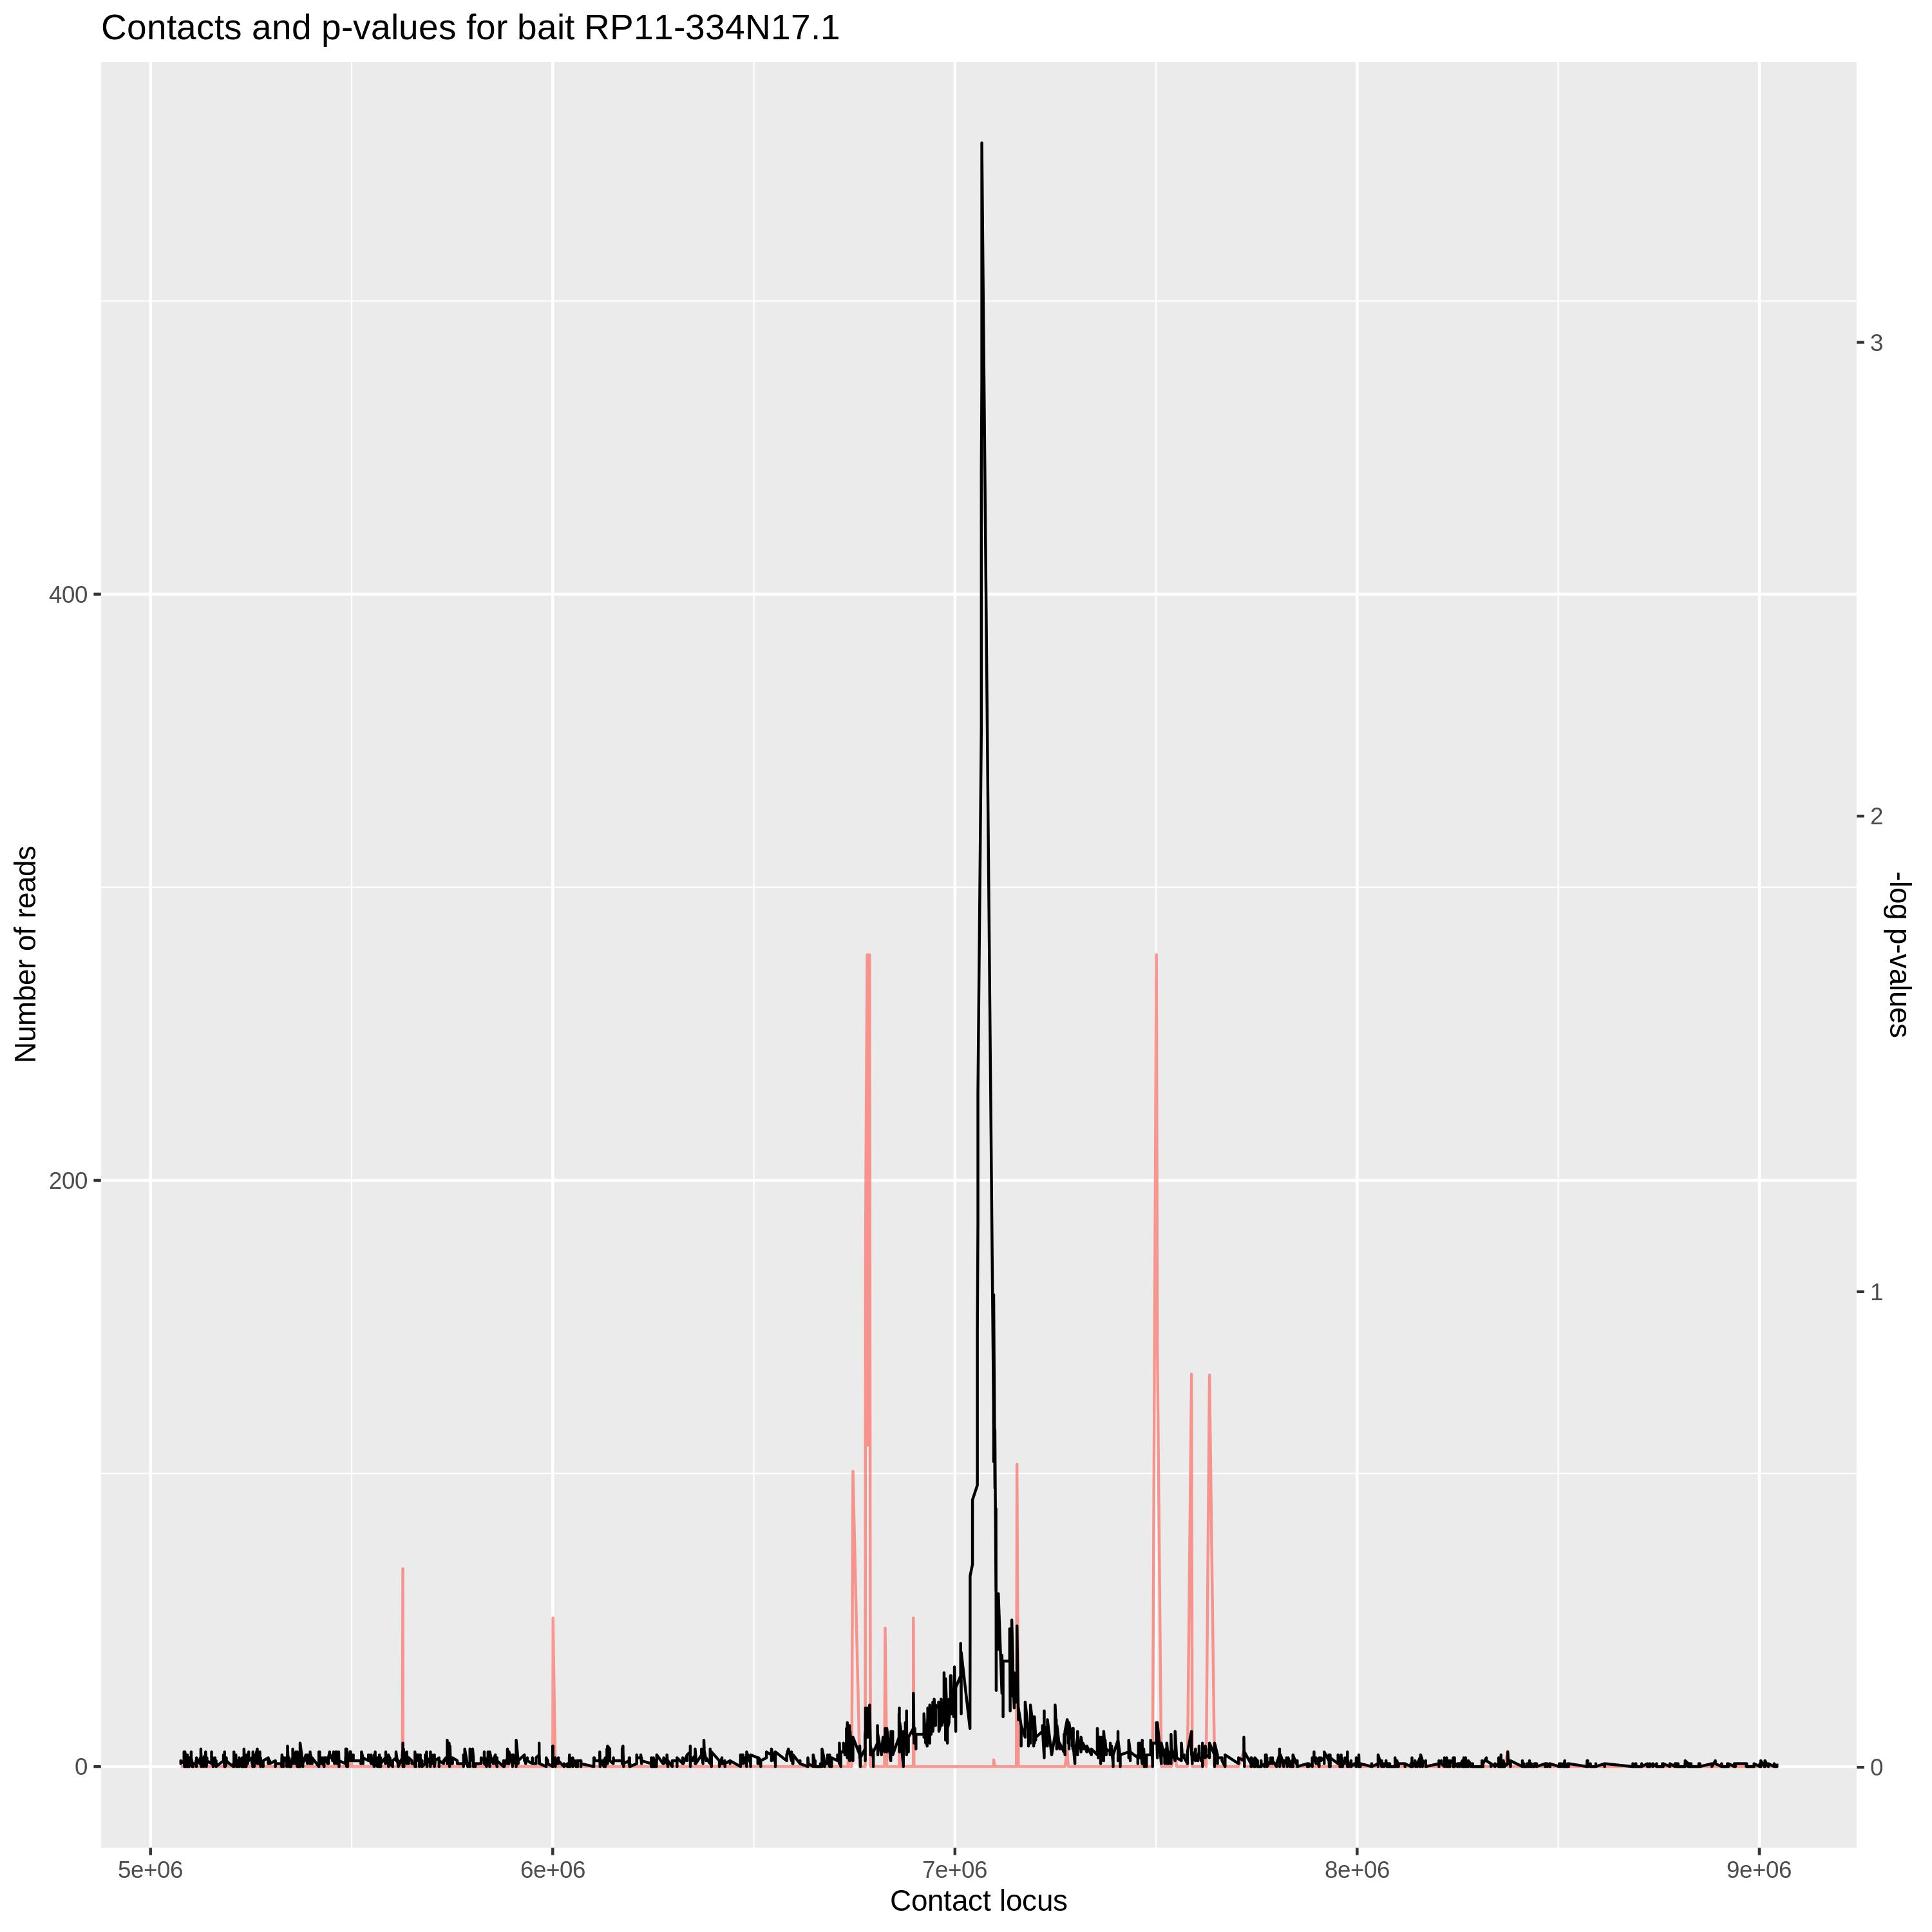 Contacts and p-values for bait RP11-334N17.1
Number of reads
400
200
0
3
2
1
0
-log p-values
5e+06 6e+06 7e+06 8e+06 9e+06
Contact locus